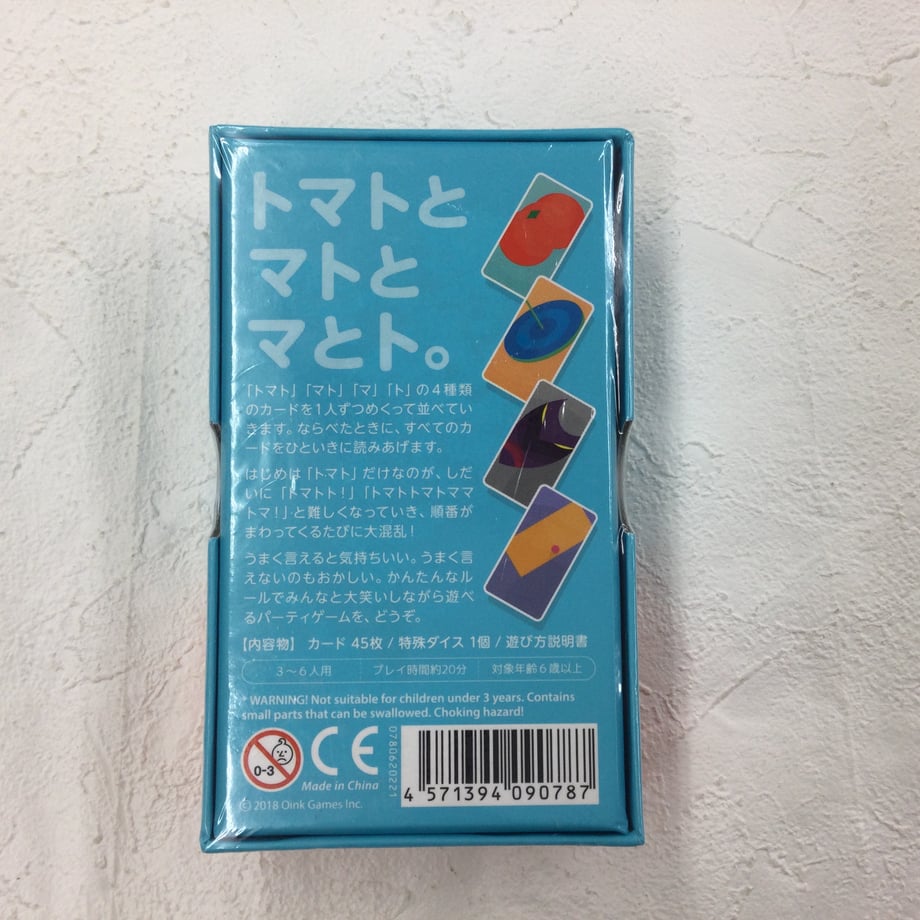 トマトと
マトと
マとト。
「トマト」「マト」「マ」「ト」の4種類
のカードを1人ずつめくって並べてい
きます。ならべたときに、すべてのカ
ードをひといきに読みあげます。
はじめは「トマト」だけなのが、しだ
いに「トマトト!」「トマトトマトママ
トマ!」と難しくなっていき、順番が
まわってくるたびに大混乱!
うまく言えると気持ちいい。うまく言
えないのもおかしい。かんたんなル
ールでみんなと大笑いしながら遊べ
るパーティゲームを、どうぞ。
【内容物】 カード 45枚 / 特殊ダイス 1個 / 遊び方説明書
3〜6人用 プレイ時間約20分 対象年齢6歳以上
WARNING! Not suitable for children under 3 years. Contains
small parts that can be swallowed. Choking hazard!
0-3
CE
Made in China
© 2018 Oink Games Inc.
0780620221
4 571394 090787